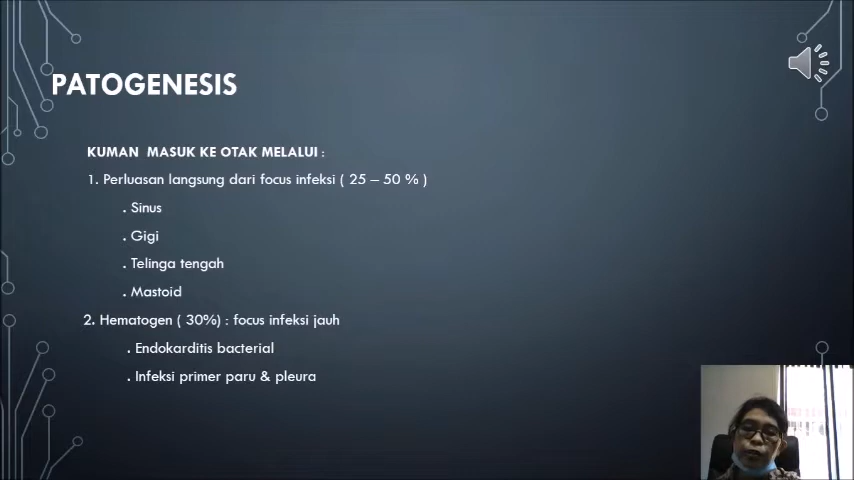 PATOGENESIS
KUMAN MASUK KE OTAK MELALUI :
1. Perluasan langsung dari focus infeksi ( 25 – 50 % )
. Sinus
. Gigi
. Telinga tengah
. Mastoid
2. Hematogen ( 30%) : focus infeksi jauh
. Endokarditis bacterial
. Infeksi primer paru & pleura